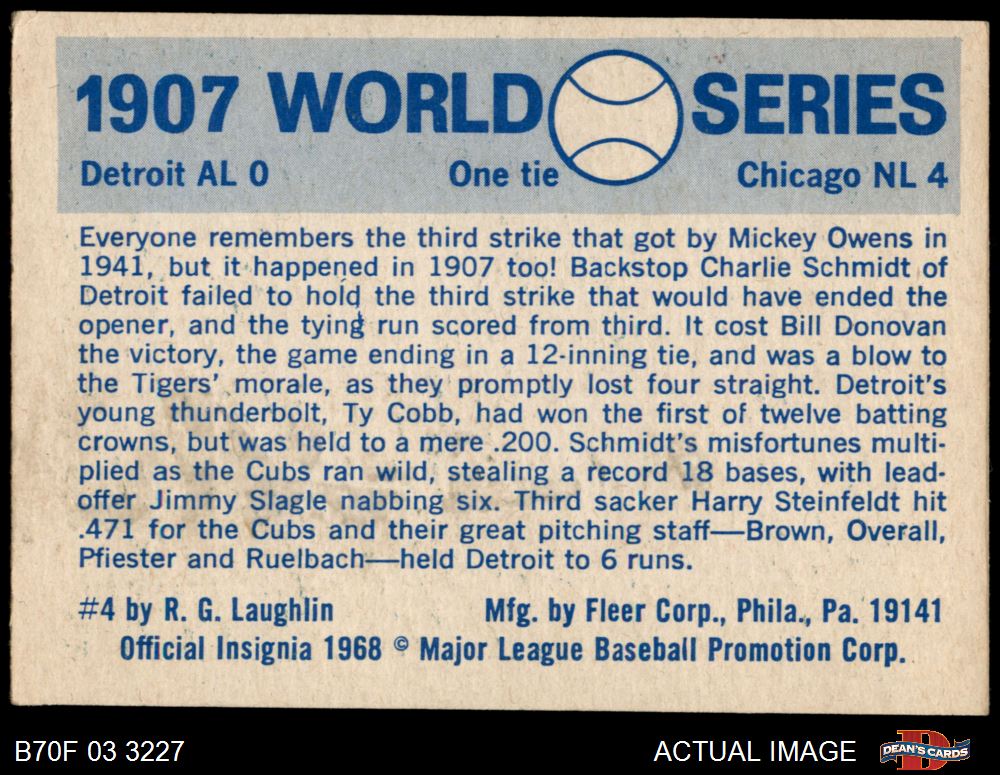 1907 WORLD SERIES
Detroit AL 0 One tie Chicago NL 4
Everyone remembers the third strike that got by Mickey Owens in
1941, but it happened in 1907 too! Backstop Charlie Schmidt of
Detroit failed to hold the third strike that would have ended the
opener, and the tying run scored from third. It cost Bill Donovan
the victory, the game ending in a 12-inning tie, and was a blow to
the Tigers' morale, as they promptly lost four straight. Detroit's
young thunderbolt, Ty Cobb, had won the first of twelve batting
crowns, but was held to a mere .200. Schmidt's misfortunes multi-
plied as the Cubs ran wild, stealing a record 18 bases, with lead-
offer Jimmy Slagle nabbing six. Third sacker Harry Steinfeldt hit
.471 for the Cubs and their great pitching staff—Brown, Overall,
Pfiester and Ruelbach—held Detroit to 6 runs.
#4 by R. G. Laughlin Mfg. by Fleer Corp., Phila., Pa. 19141
Official Insignia 1968 © Major League Baseball Promotion Corp.
B70F 03 3227 ACTUAL IMAGE DEAN'S CARDS